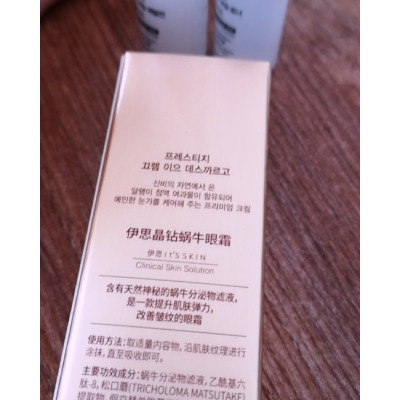 프레스티지
끄렘 이으 데스까르고
신비의 자연에서 온
달팽이 점액 여과물이 함유되어
예민한 눈가를 케어해 주는 프리미엄 크림
伊思晶钻蜗牛眼霜
伊思It'S SKIN
Clinical Skin Solution
含有天然神秘的蜗牛分泌物滤液，
是一款提升肌肤弹力，
改善皱纹的眼霜
使用方法：取适量内容物，沿肌肤纹理进行
涂抹，直至吸收即可。
主要功效成分：蜗牛分泌物滤液，乙酰基六
肽-8，松口蘑(TRICHOLOMA MATSUTAKE)
提取物，